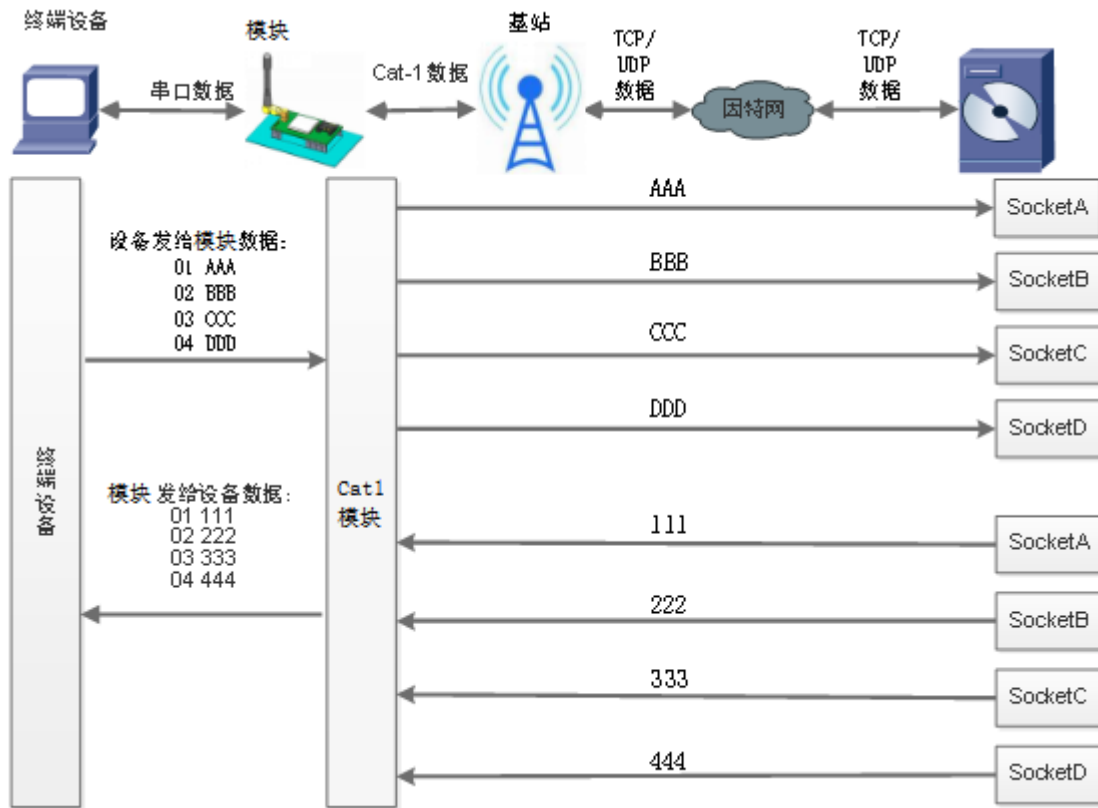 终端设备
模块
基站
TCP/
UDP
数据
TCP/
UDP
数据
串口数据
Cat-1 数据
因特网
设备发给模块数据：
01 AAA
02 BBB
03 CCC
04 DDD
AAA
SocketA
BBB
SocketB
CCC
SocketC
DDD
SocketD
终端设备
模块 发给设备数据：
01 111
02 222
03 333
04 444
Cat1
模块
111
SocketA
222
SocketB
333
SocketC
444
SocketD